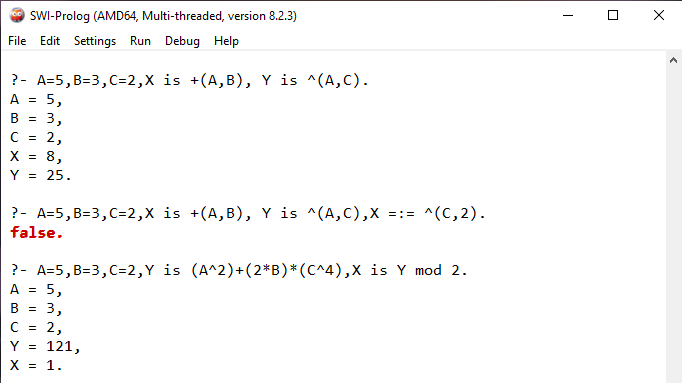 SWI-Prolog (AMD64, Multi-threaded, version 8.2.3)
File Edit Settings Run Debug Help
?- A=5,B=3,C=2,X is +(A,B), Y is ^(A,C).
A = 5,
B = 3,
C = 2,
X = 8,
Y = 25.
?- A=5,B=3,C=2,X is +(A,B), Y is ^(A,C),X =:= ^(C,2).
false.
?- A=5,B=3,C=2,Y is (A^2)+(2*B)*(C^4),X is Y mod 2.
A = 5,
B = 3,
C = 2,
Y = 121,
X = 1.